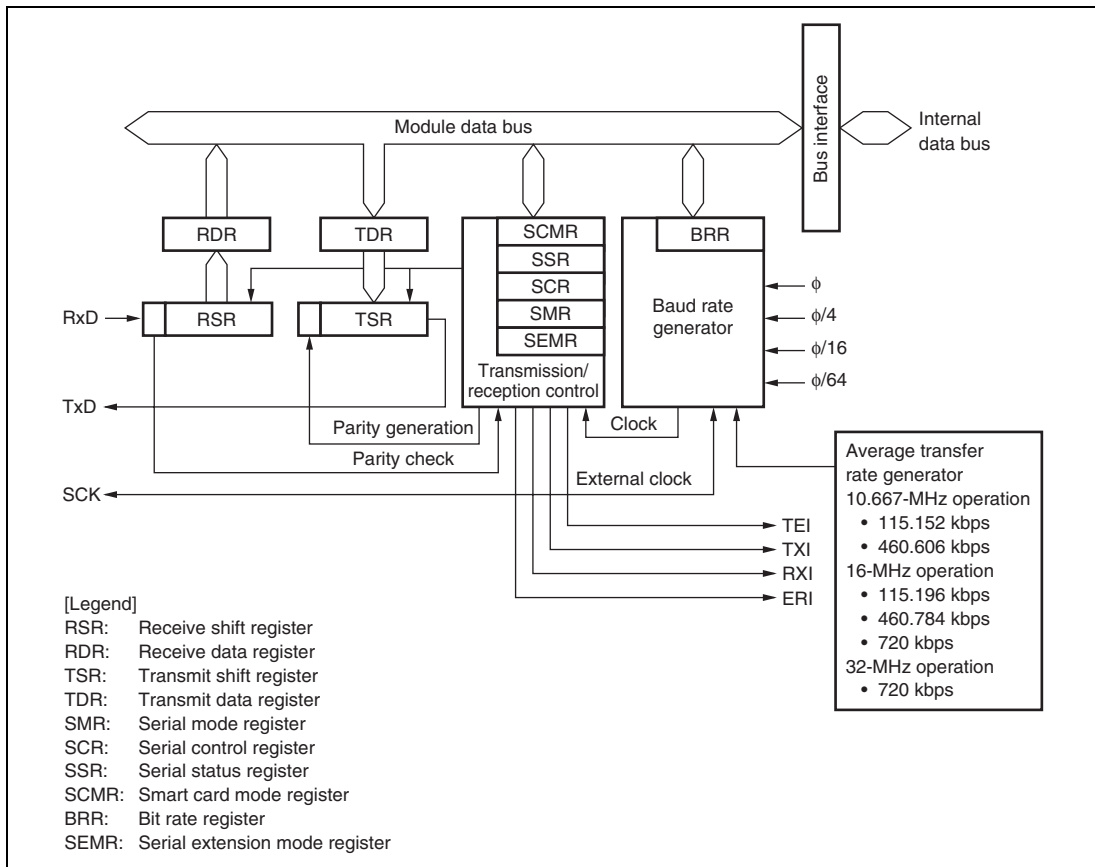 Module data bus
Bus interface
Internal
data bus
RDR
TDR
SCMR
SSR
SCR
SMR
SEMR
Transmission/
reception control
BRR
Baud rate
generator
ϕ
ϕ/4
ϕ/16
ϕ/64
RxD
RSR
TSR
TxD
Parity generation
Parity check
Clock
External clock
SCK
TEI
TXI
RXI
ERI
Average transfer
rate generator
10.667-MHz operation
• 115.152 kbps
• 460.606 kbps
16-MHz operation
• 115.196 kbps
• 460.784 kbps
• 720 kbps
32-MHz operation
• 720 kbps
[Legend]
RSR: Receive shift register
RDR: Receive data register
TSR: Transmit shift register
TDR: Transmit data register
SMR: Serial mode register
SCR: Serial control register
SSR: Serial status register
SCMR: Smart card mode register
BRR: Bit rate register
SEMR: Serial extension mode register